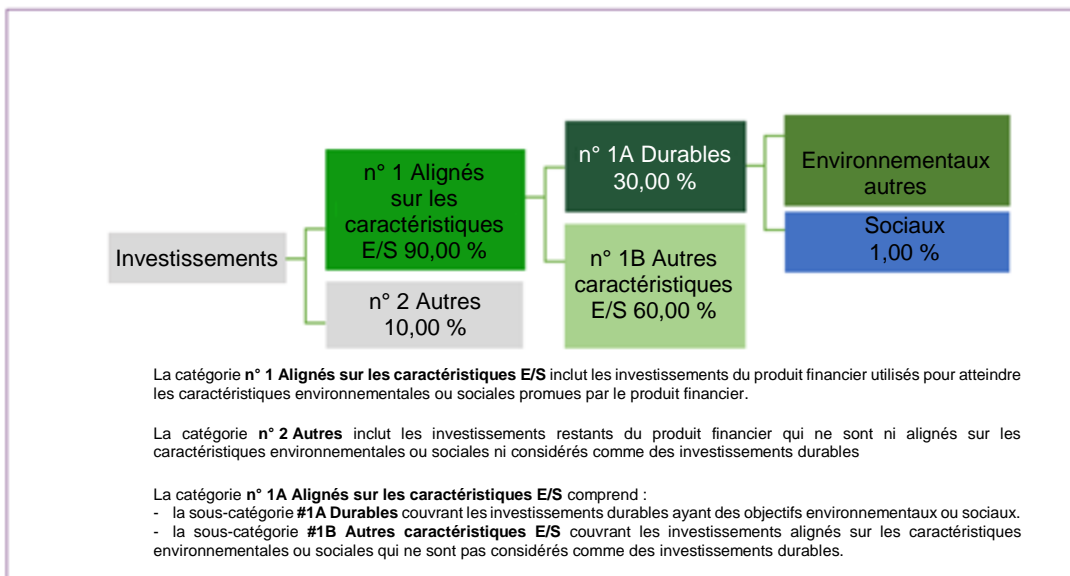 Investissements
n° 1 Alignés
sur les
caractéristiques
E/S 90,00 %
n° 2 Autres
10,00 %
n° 1A Durables
30,00 %
n° 1B Autres
caractéristiques
E/S 60,00 %
Environnementaux
autres
Sociaux
1,00 %
La catégorie n° 1 Alignés sur les caractéristiques E/S inclut les investissements du produit financier utilisés pour atteindre
les caractéristiques environnementales ou sociales promues par le produit financier.
La catégorie n° 2 Autres inclut les investissements restants du produit financier qui ne sont ni alignés sur les
caractéristiques environnementales ou sociales ni considérés comme des investissements durables
La catégorie n° 1A Alignés sur les caractéristiques E/S comprend :
- la sous-catégorie #1A Durables couvrant les investissements durables ayant des objectifs environnementaux ou sociaux.
- la sous-catégorie #1B Autres caractéristiques E/S couvrant les investissements alignés sur les caractéristiques
environnementales ou sociales qui ne sont pas considérés comme des investissements durables.